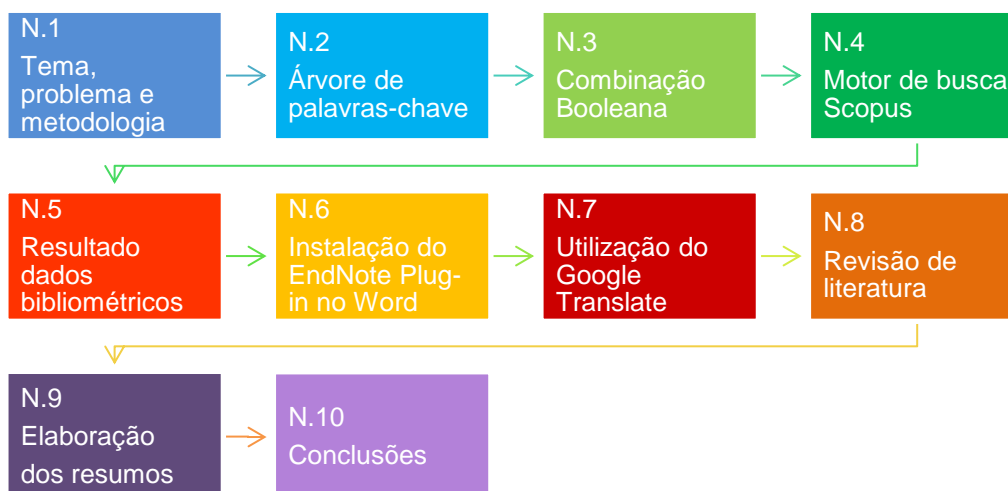 N.1
Tema,
problema e
metodologia
N.2
Árvore de
palavras-chave
N.3
Combinação
Booleana
N.4
Motor de busca
Scopus
N.5
Resultado
dados
bibliométricos
N.6
Instalação do
EndNote Plug-
in no Word
N.7
Utilização do
Google
Translate
N.8
Revisão de
literatura
N.9
Elaboração
dos resumos
N.10
Conclusões